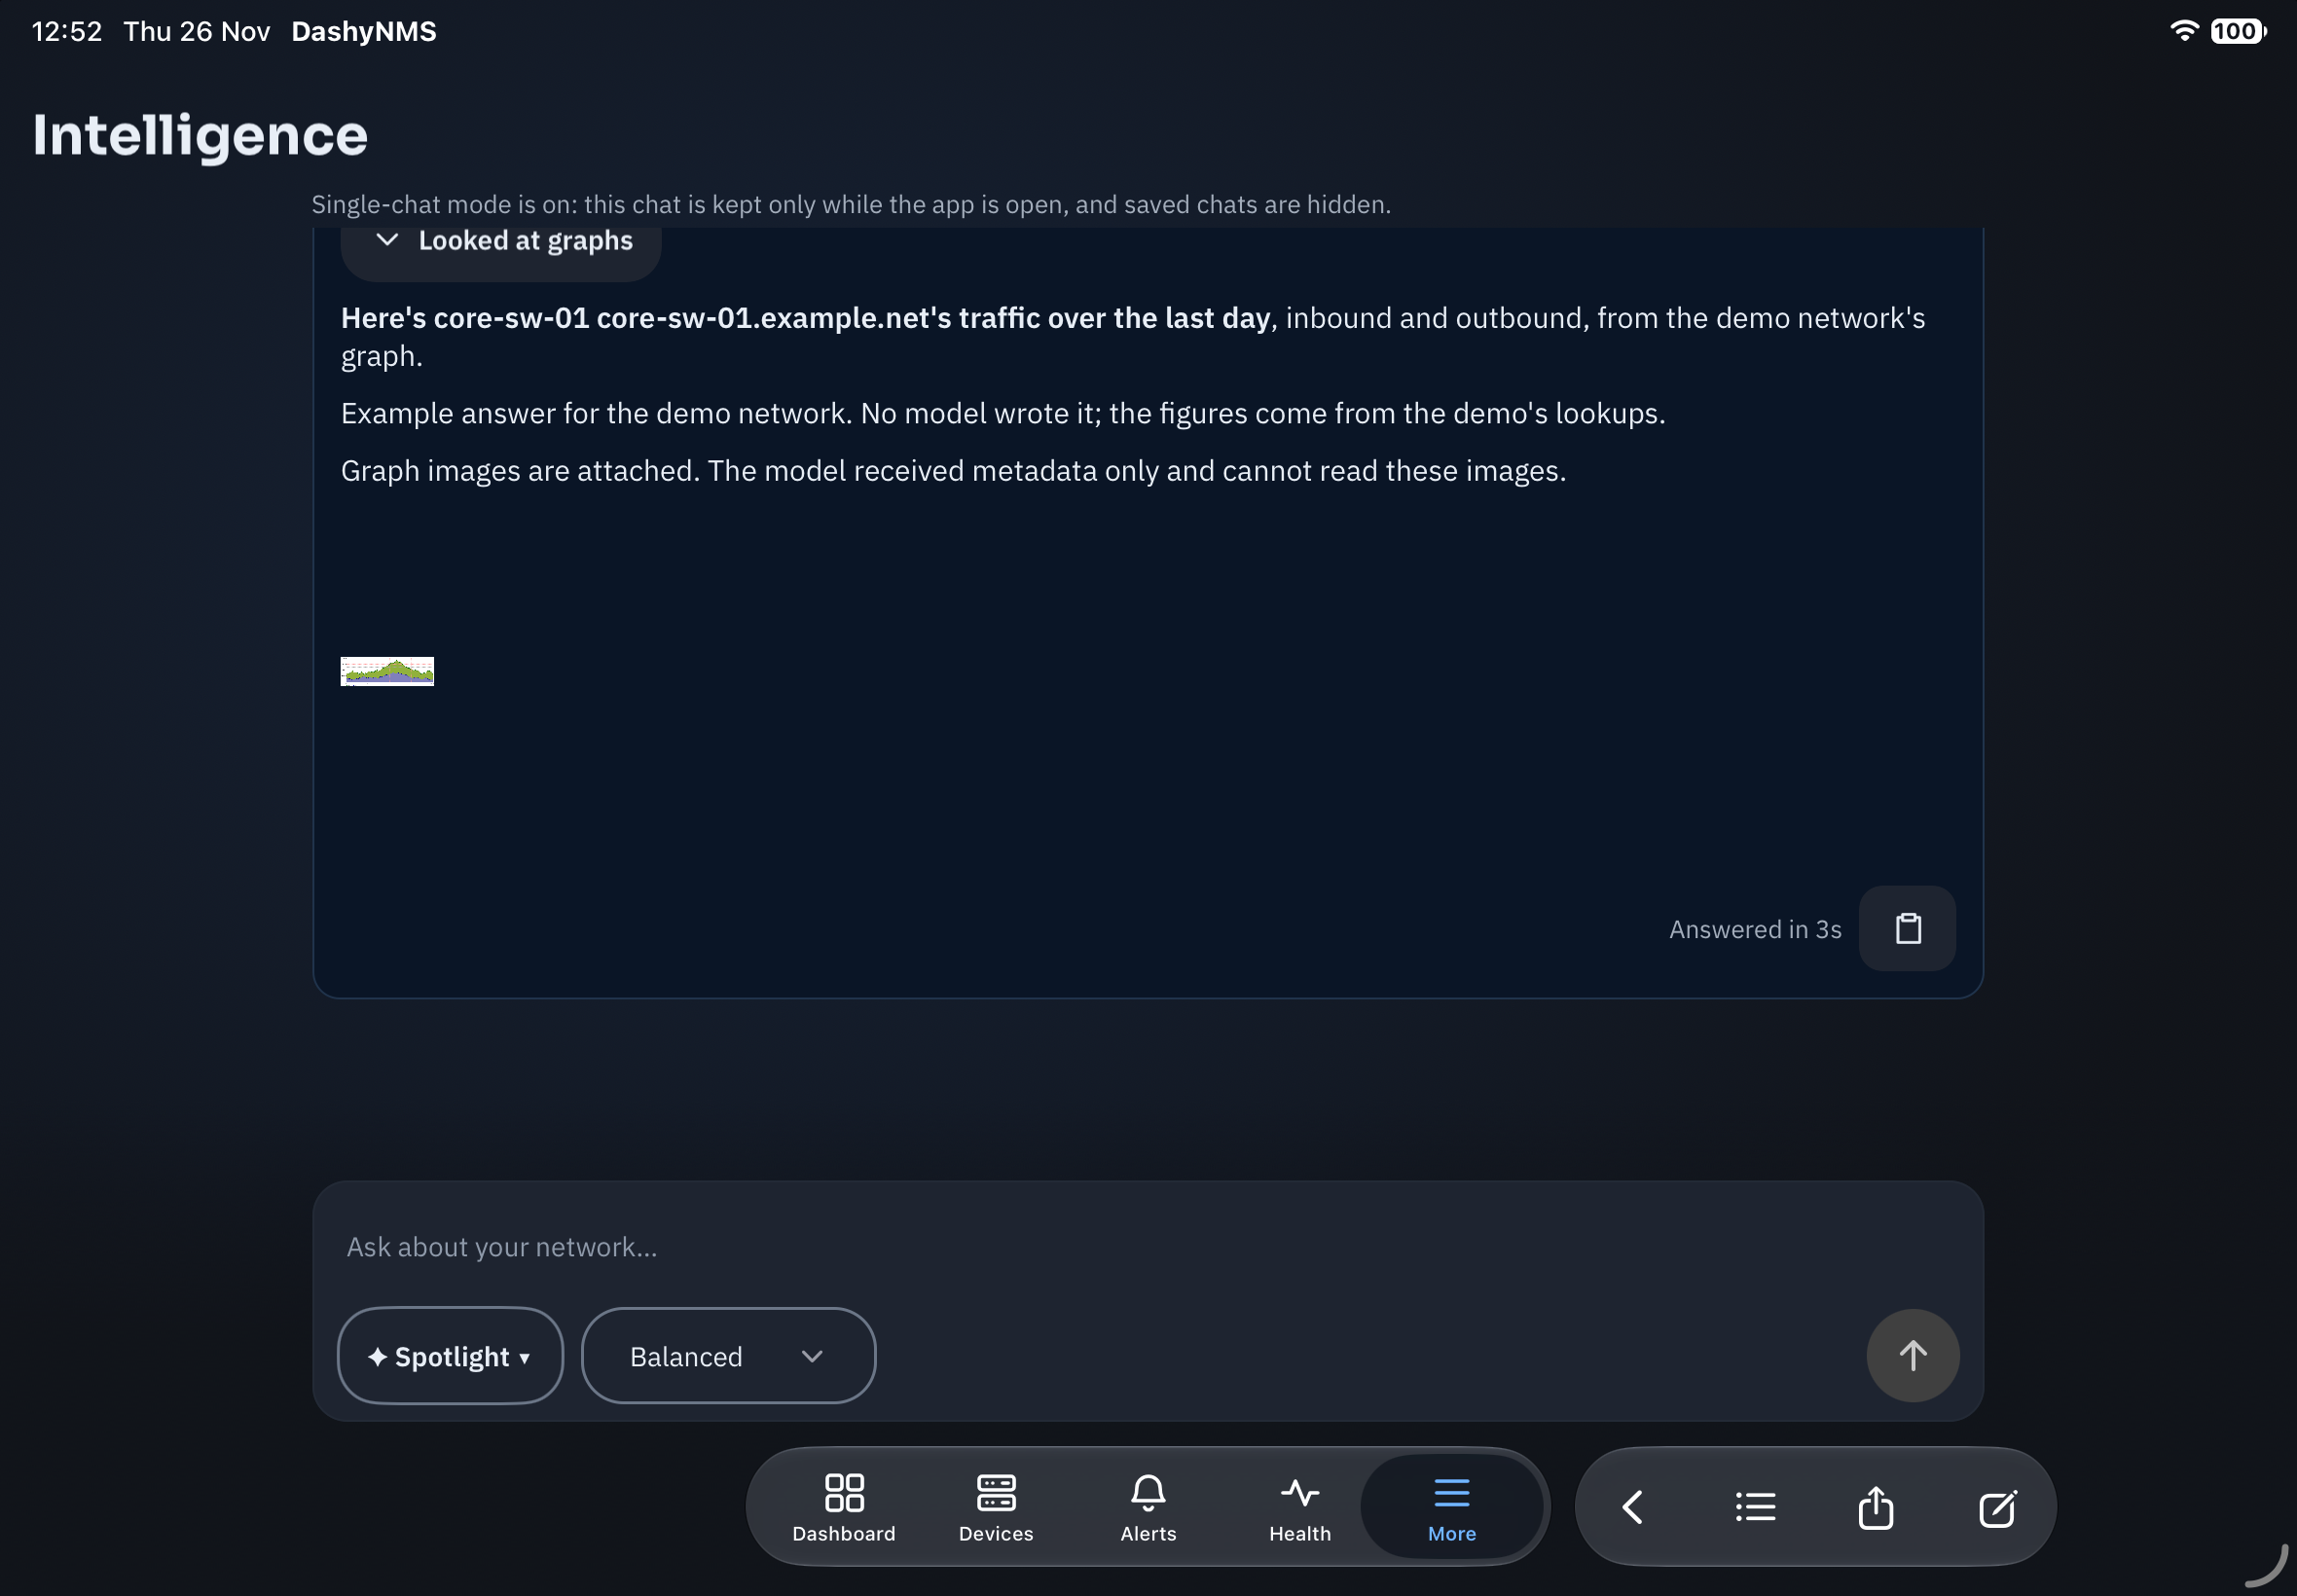 12:52 Thu 26 Nov DashyNMS
100
Intelligence
Single-chat mode is on: this chat is kept only while the app is open, and saved chats are hidden.
Looked at graphs
Here's core-sw-01 core-sw-01.example.net's traffic over the last day, inbound and outbound, from the demo network's
graph.
Example answer for the demo network. No model wrote it; the figures come from the demo's lookups.
Graph images are attached. The model received metadata only and cannot read these images.
Answered in 3s
Ask about your network...
Spotlight
Balanced
Dashboard
Devices
Alerts
Health
More